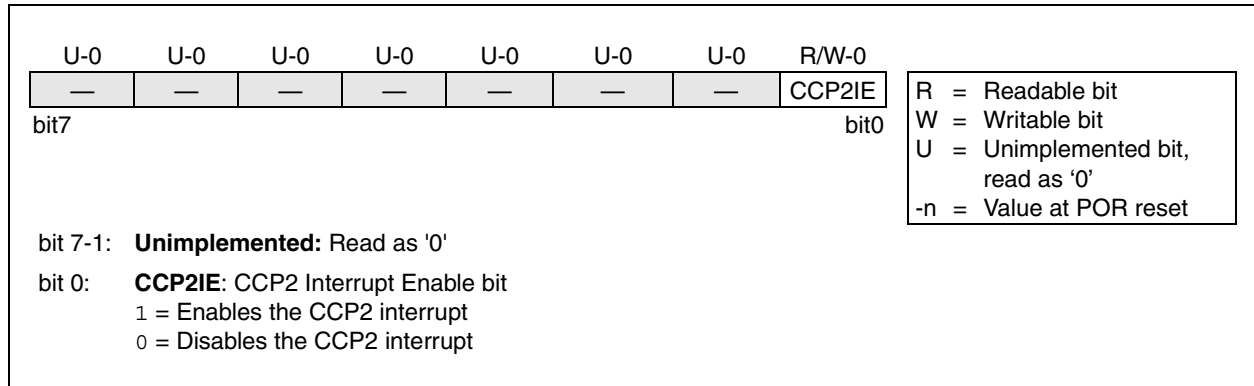 U-0 U-0 U-0 U-0 U-0 U-0 U-0 R/W-0
— — — — — — — CCP2IE
bit7 bit0
R = Readable bit
W = Writable bit
U = Unimplemented bit,
read as ‘0’
-n = Value at POR reset
bit 7-1: Unimplemented: Read as '0'
bit 0: CCP2IE: CCP2 Interrupt Enable bit
1 = Enables the CCP2 interrupt
0 = Disables the CCP2 interrupt